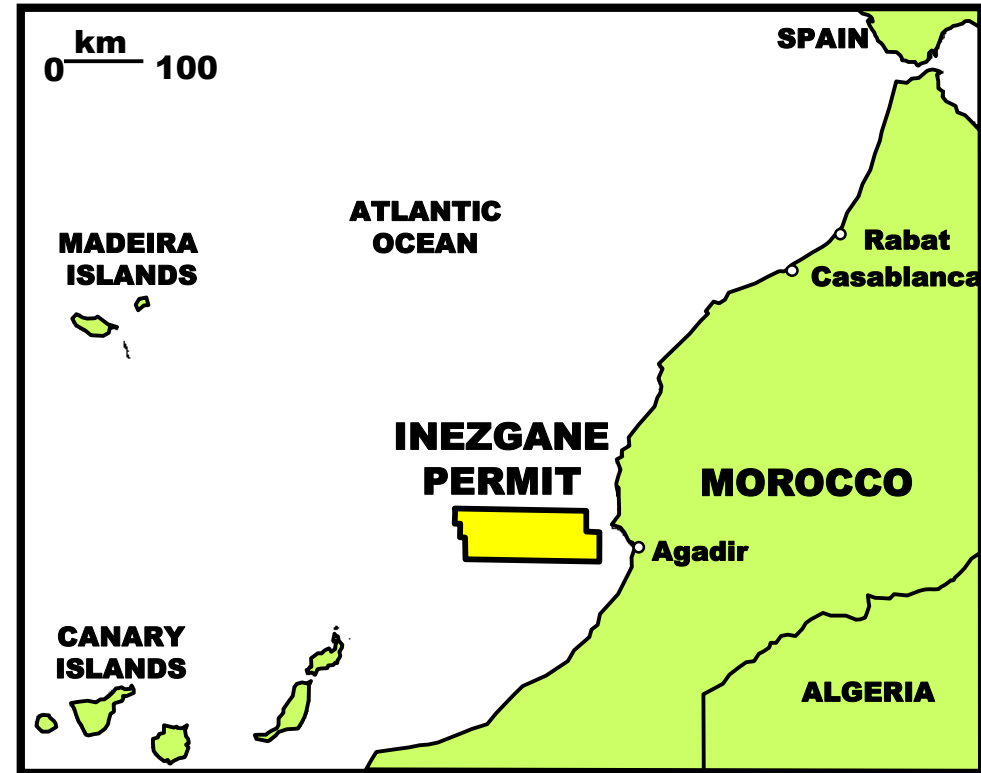 km
0 100
SPAIN
ATLANTIC
OCEAN
MADEIRA
ISLANDS
Rabat
Casablanca
INEZGANE
PERMIT
MOROCCO
Agadir
CANARY
ISLANDS
ALGERIA